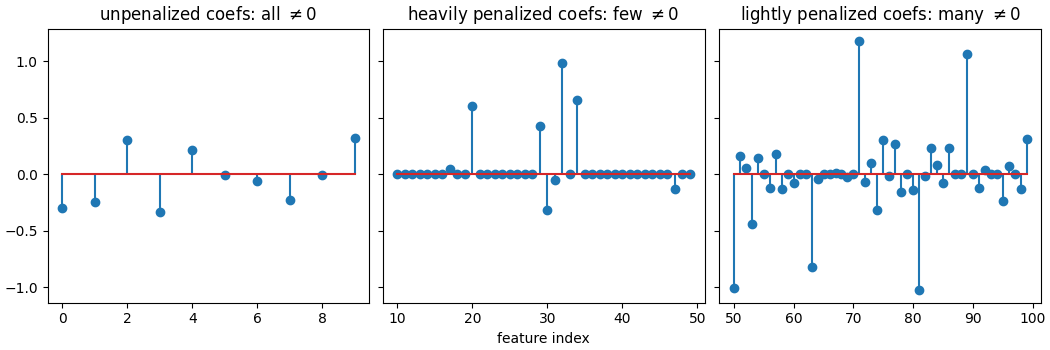 unpenalized coefs: all ≠0
heavily penalized coefs: few ≠0
lightly penalized coefs: many ≠0
1.0
0.5
0.0
−0.5
−1.0
0 2 4 6 8
10 20 30 40 50
50 60 70 80 90 100
feature index